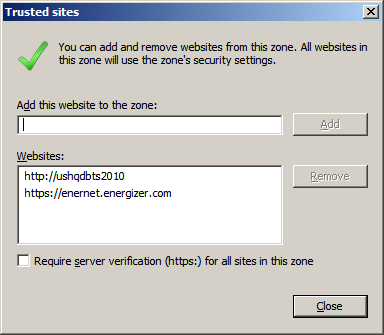 Trusted sites
You can add and remove websites from this zone. All websites in
this zone will use the zone's security settings.
Add this website to the zone:
Add
Websites:
http://ushqdbts2010
https://enernet.energizer.com
Remove
Require server verification (https:) for all sites in this zone
Close